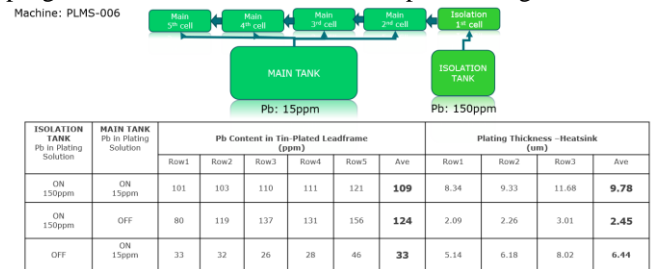 Machine: PLMS-006
Main 5th cell
Main 4th cell
Main 3rd cell
Main 2nd cell
Isolation 1st cell
MAIN TANK
ISOLATION TANK
Pb: 15ppm
Pb: 150ppm
ISOLATION TANK Pb in Plating Solution
MAIN TANK Pb in Plating Solution
Pb Content in Tin-Plated Leadframe (ppm)
Plating Thickness –Heatsink (um)
Row1 Row2 Row3 Row4 Row5 Ave Row1 Row2 Row3 Ave
ON 150ppm ON 15ppm 101 103 110 111 121 109 8.34 9.33 11.68 9.78
ON 150ppm OFF 80 119 137 131 156 124 2.09 2.26 3.01 2.45
OFF ON 15ppm 33 32 26 28 46 33 5.14 6.18 8.02 6.44